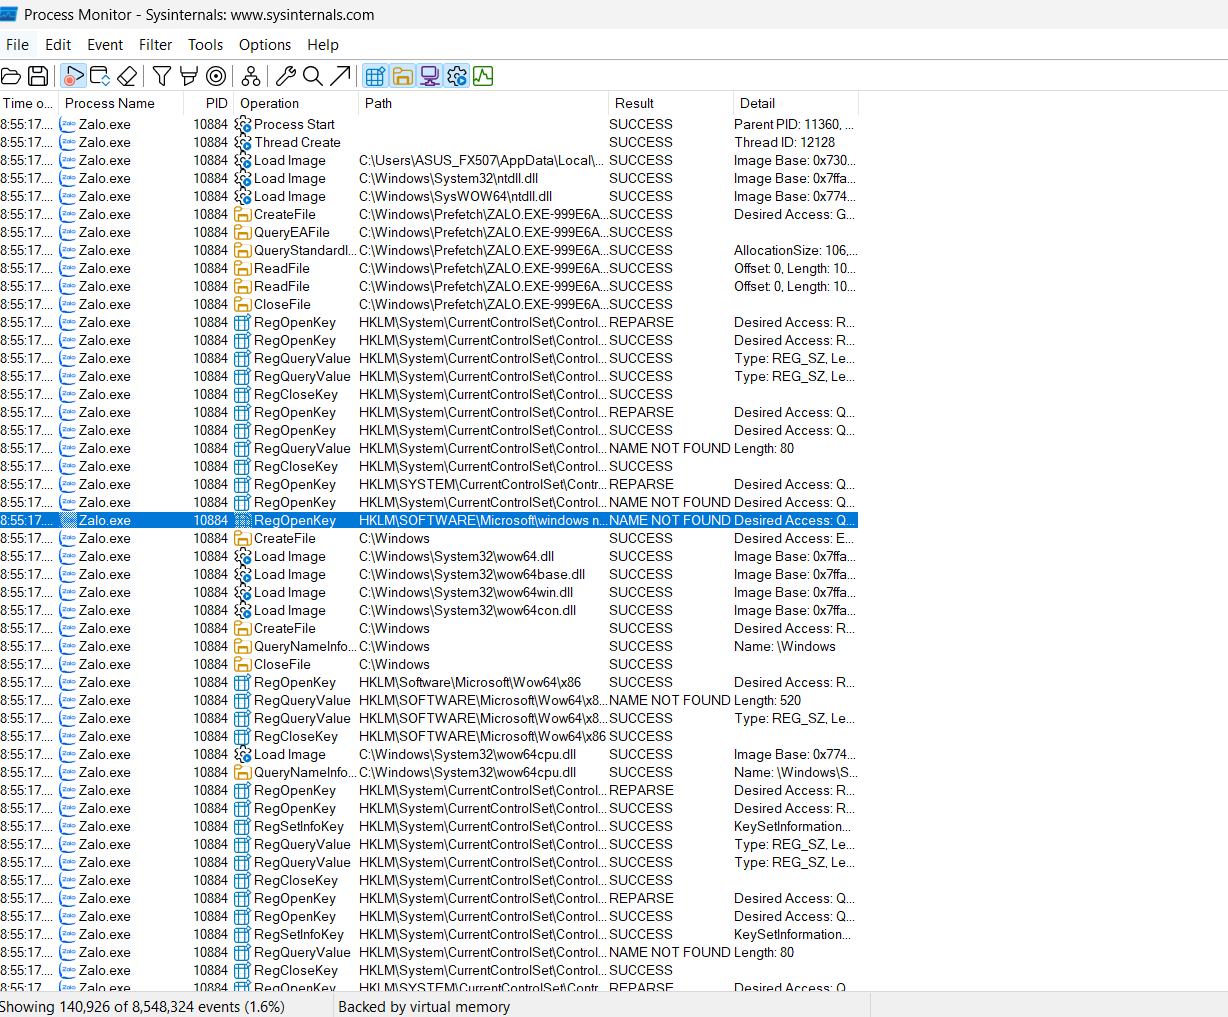 Process Monitor - Sysinternals: www.sysinternals.com
File Edit Event Filter Tools Options Help
Time o... Process Name PID Operation Path Result Detail
8:55:17.... Zalo.exe 10884 Process Start SUCCESS Parent PID: 11360, ...
8:55:17.... Zalo.exe 10884 Thread Create SUCCESS Thread ID: 12128
8:55:17.... Zalo.exe 10884 Load Image C:\Users\ASUS_FX507\AppData\Local\... SUCCESS Image Base: 0x730...
8:55:17.... Zalo.exe 10884 Load Image C:\Windows\System32\ntdll.dll SUCCESS Image Base: 0x7ffa...
8:55:17.... Zalo.exe 10884 Load Image C:\Windows\SysWOW64\ntdll.dll SUCCESS Image Base: 0x774...
8:55:17.... Zalo.exe 10884 CreateFile C:\Windows\Prefetch\ZALO.EXE-999E6A... SUCCESS Desired Access: G...
8:55:17.... Zalo.exe 10884 QueryEAFile C:\Windows\Prefetch\ZALO.EXE-999E6A... SUCCESS
8:55:17.... Zalo.exe 10884 QueryStandardI... C:\Windows\Prefetch\ZALO.EXE-999E6A... SUCCESS AllocationSize: 106,...
8:55:17.... Zalo.exe 10884 ReadFile C:\Windows\Prefetch\ZALO.EXE-999E6A... SUCCESS Offset: 0, Length: 10...
8:55:17.... Zalo.exe 10884 ReadFile C:\Windows\Prefetch\ZALO.EXE-999E6A... SUCCESS Offset: 0, Length: 10...
8:55:17.... Zalo.exe 10884 CloseFile C:\Windows\Prefetch\ZALO.EXE-999E6A... SUCCESS
8:55:17.... Zalo.exe 10884 RegOpenKey HKLM\System\CurrentControlSet\Control... REPARSE Desired Access: R...
8:55:17.... Zalo.exe 10884 RegOpenKey HKLM\System\CurrentControlSet\Control... SUCCESS Desired Access: R...
8:55:17.... Zalo.exe 10884 RegQueryValue HKLM\System\CurrentControlSet\Control... SUCCESS Type: REG_SZ, Le...
8:55:17.... Zalo.exe 10884 RegQueryValue HKLM\System\CurrentControlSet\Control... SUCCESS Type: REG_SZ, Le...
8:55:17.... Zalo.exe 10884 RegCloseKey HKLM\System\CurrentControlSet\Control... SUCCESS
8:55:17.... Zalo.exe 10884 RegOpenKey HKLM\System\CurrentControlSet\Control... REPARSE Desired Access: Q...
8:55:17.... Zalo.exe 10884 RegOpenKey HKLM\System\CurrentControlSet\Control... SUCCESS Desired Access: Q...
8:55:17.... Zalo.exe 10884 RegQueryValue HKLM\System\CurrentControlSet\Control... NAME NOT FOUND Length: 80
8:55:17.... Zalo.exe 10884 RegCloseKey HKLM\System\CurrentControlSet\Control... SUCCESS
8:55:17.... Zalo.exe 10884 RegOpenKey HKLM\SYSTEM\CurrentControlSet\Contr... REPARSE Desired Access: Q...
8:55:17.... Zalo.exe 10884 RegOpenKey HKLM\System\CurrentControlSet\Control... NAME NOT FOUND Desired Access: Q...
8:55:17.... Zalo.exe 10884 RegOpenKey HKLM\SOFTWARE\Microsoft\windows n... NAME NOT FOUND Desired Access: Q...
8:55:17.... Zalo.exe 10884 CreateFile C:\Windows SUCCESS Desired Access: E...
8:55:17.... Zalo.exe 10884 Load Image C:\Windows\System32\wow64.dll SUCCESS Image Base: 0x7ffa...
8:55:17.... Zalo.exe 10884 Load Image C:\Windows\System32\wow64base.dll SUCCESS Image Base: 0x7ffa...
8:55:17.... Zalo.exe 10884 Load Image C:\Windows\System32\wow64win.dll SUCCESS Image Base: 0x7ffa...
8:55:17.... Zalo.exe 10884 Load Image C:\Windows\System32\wow64con.dll SUCCESS Image Base: 0x7ffa...
8:55:17.... Zalo.exe 10884 CreateFile C:\Windows SUCCESS Desired Access: R...
8:55:17.... Zalo.exe 10884 QueryNameInfo... C:\Windows SUCCESS Name: \Windows
8:55:17.... Zalo.exe 10884 CloseFile C:\Windows SUCCESS
8:55:17.... Zalo.exe 10884 RegOpenKey HKLM\Software\Microsoft\Wow64\x86 SUCCESS Desired Access: R...
8:55:17.... Zalo.exe 10884 RegQueryValue HKLM\SOFTWARE\Microsoft\Wow64\x8... NAME NOT FOUND Length: 520
8:55:17.... Zalo.exe 10884 RegQueryValue HKLM\SOFTWARE\Microsoft\Wow64\x8... SUCCESS Type: REG_SZ, Le...
8:55:17.... Zalo.exe 10884 RegCloseKey HKLM\SOFTWARE\Microsoft\Wow64\x86 SUCCESS
8:55:17.... Zalo.exe 10884 Load Image C:\Windows\System32\wow64cpu.dll SUCCESS Image Base: 0x774...
8:55:17.... Zalo.exe 10884 QueryNameInfo... C:\Windows\System32\wow64cpu.dll SUCCESS Name: \Windows\S...
8:55:17.... Zalo.exe 10884 RegOpenKey HKLM\System\CurrentControlSet\Control... REPARSE Desired Access: R...
8:55:17.... Zalo.exe 10884 RegOpenKey HKLM\System\CurrentControlSet\Control... SUCCESS Desired Access: R...
8:55:17.... Zalo.exe 10884 RegSetInfoKey HKLM\System\CurrentControlSet\Control... SUCCESS KeySetInformation...
8:55:17.... Zalo.exe 10884 RegQueryValue HKLM\System\CurrentControlSet\Control... SUCCESS Type: REG_SZ, Le...
8:55:17.... Zalo.exe 10884 RegQueryValue HKLM\System\CurrentControlSet\Control... SUCCESS Type: REG_SZ, Le...
8:55:17.... Zalo.exe 10884 RegCloseKey HKLM\System\CurrentControlSet\Control... SUCCESS
8:55:17.... Zalo.exe 10884 RegOpenKey HKLM\System\CurrentControlSet\Control... REPARSE Desired Access: Q...
8:55:17.... Zalo.exe 10884 RegOpenKey HKLM\System\CurrentControlSet\Control... SUCCESS Desired Access: Q...
8:55:17.... Zalo.exe 10884 RegSetInfoKey HKLM\System\CurrentControlSet\Control... SUCCESS KeySetInformation...
8:55:17.... Zalo.exe 10884 RegQueryValue HKLM\System\CurrentControlSet\Control... NAME NOT FOUND Length: 80
8:55:17.... Zalo.exe 10884 RegCloseKey HKLM\System\CurrentControlSet\Control... SUCCESS
8:55:17.... Zalo.exe 10884 RegOpenKey HKLM\SYSTEM\CurrentControlSet\Contr... REPARSE Desired Access: Q...
Showing 140,926 of 8,548,324 events (1.6%) Backed by virtual memory